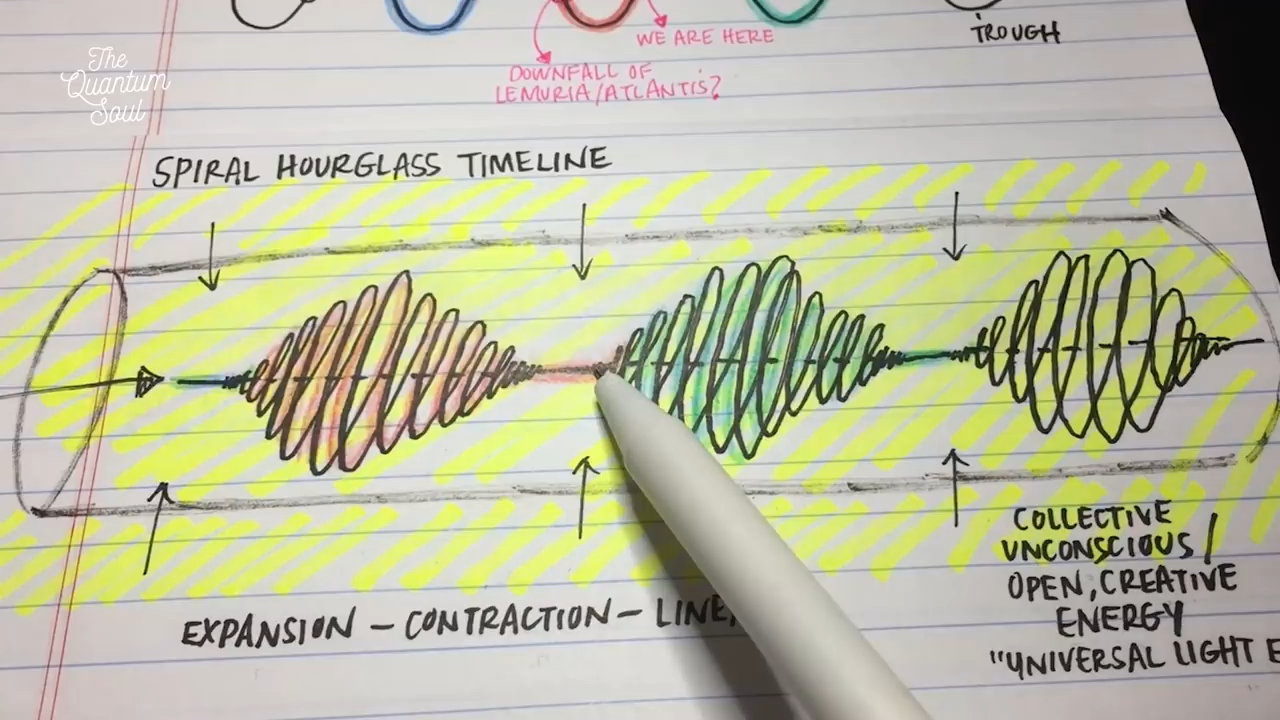 The
Quantum
Soul
WE ARE HERE
TROUGH
DOWNFALL OF
LEMURIA/ATLANTIS?
SPIRAL HOURGLASS TIMELINE
COLLECTIVE
UNCONSCIOUS /
OPEN, CREATIVE
ENERGY
"UNIVERSAL LIGHT E
EXPANSION - CONTRACTION - LINE